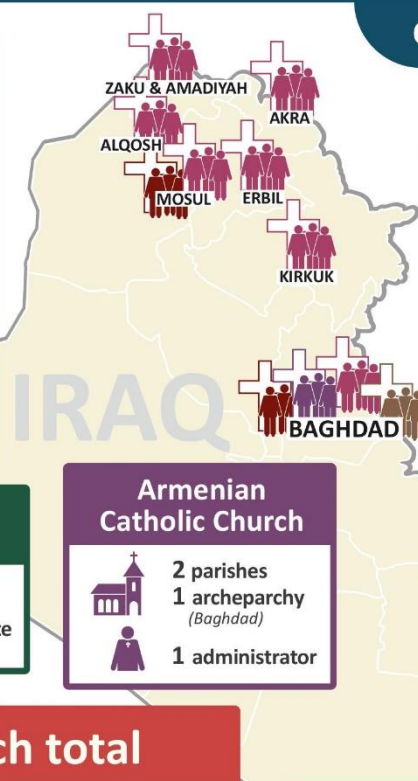 ZAKU & AMADIYAH
AKRA
ALQOSH
MOSUL
ERBIL
KIRKUK
IRAQ
BAGHDAD
Armenian
Catholic Church
2 parishes
1 archeparchy
(Baghdad)
1 administrator
total